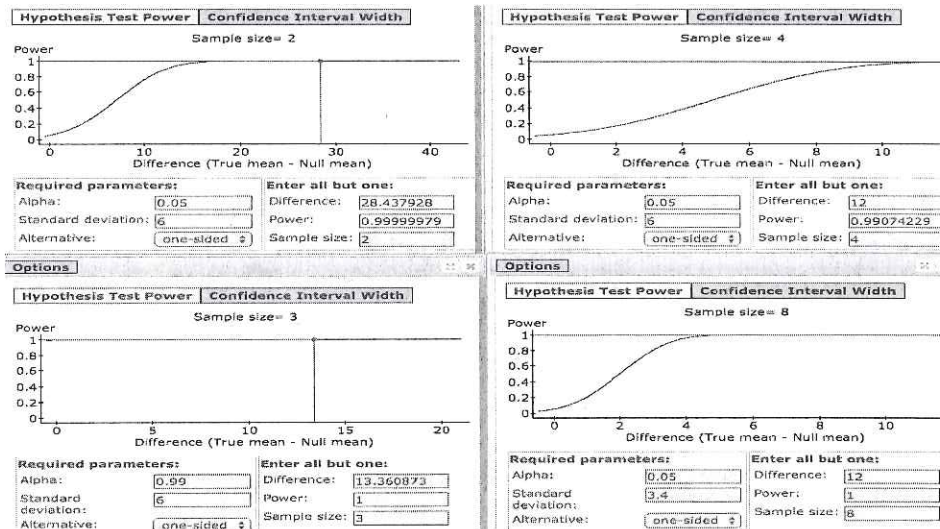 Hypothesis Test Power Confidence Interval Width
Sample size= 2
Power
1
0.8
0.6
0.4
0.2
0
0 10 20 30 40
Difference (True mean - Null mean)
Required parameters: Enter all but one:
Alpha: 0.05 Difference: 28.437928
Standard deviation: 6 Power: 0.99999979
Alternative: one-sided Sample size: 2
Hypothesis Test Power Confidence Interval Width
Sample size= 4
Power
1
0.8
0.6
0.4
0.2
0
0 2 4 6 8 10
Difference (True mean - Null mean)
Required parameters: Enter all but one:
Alpha: 0.05 Difference: 12
Standard deviation: 6 Power: 0.99074229
Alternative: one-sided Sample size: 4
Options
Hypothesis Test Power Confidence Interval Width
Sample size= 3
Power
1
0.8
0.6
0.4
0.2
0
0 5 10 15 20
Difference (True mean - Null mean)
Required parameters: Enter all but one:
Alpha: 0.99 Difference: 13.360873
Standard Power: 1
deviation: 6
Alternative: one-sided Sample size: 3
Options
Hypothesis Test Power Confidence Interval Width
Sample size= 8
Power
1
0.8
0.6
0.4
0.2
0
0 2 4 6 8 10
Difference (True mean - Null mean)
Required parameters: Enter all but one:
Alpha: 0.05 Difference: 12
Standard Power: 1
deviation: 3.4
Alternative: one-sided Sample size: 8